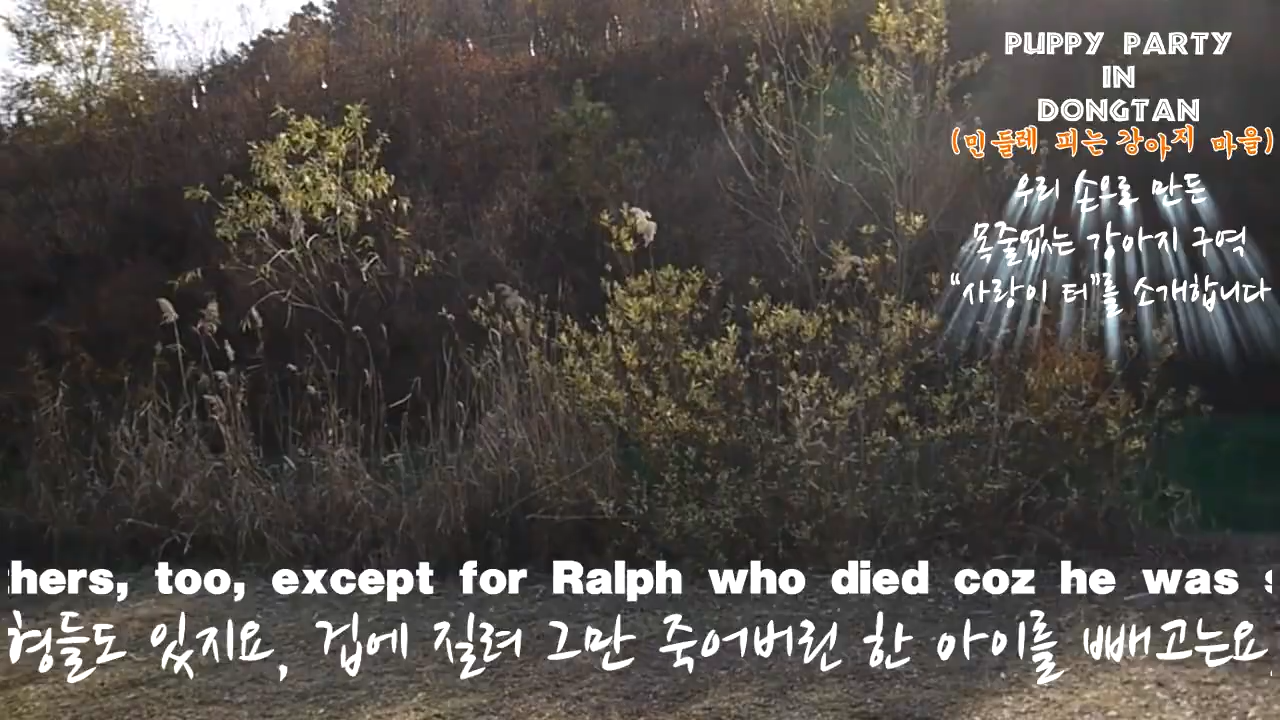 PUPPY PARTY
IN
DONGTAN
(민들레 피는 강아지 마을)
우리 손으로 만든
목줄없는 강아지 구역
“사랑이 터”를 소개합니다
hers, too, except for Ralph who died coz he was
형들도 있지요, 겁에 질려 그만 죽어버린 한 아이를 빼고는요